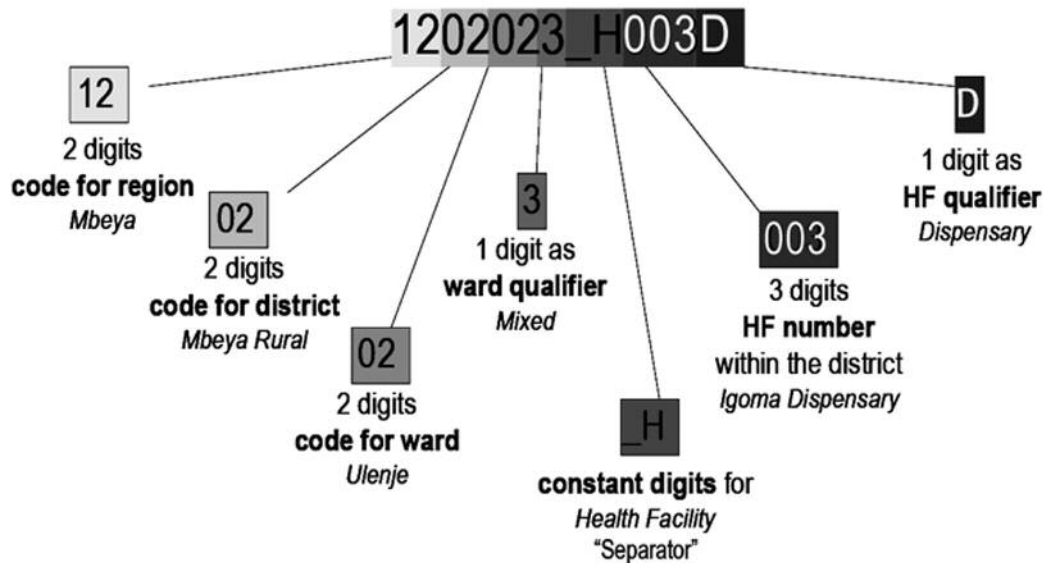 1202023_H003D
12
2 digits
code for region
Mbeya
02
2 digits
code for district
Mbeya Rural
02
2 digits
code for ward
Ulenje
3
1 digit as
ward qualifier
Mixed
_H
constant digits for
Health Facility
“Separator”
003
3 digits
HF number
within the district
Igoma Dispensary
D
1 digit as
HF qualifier
Dispensary